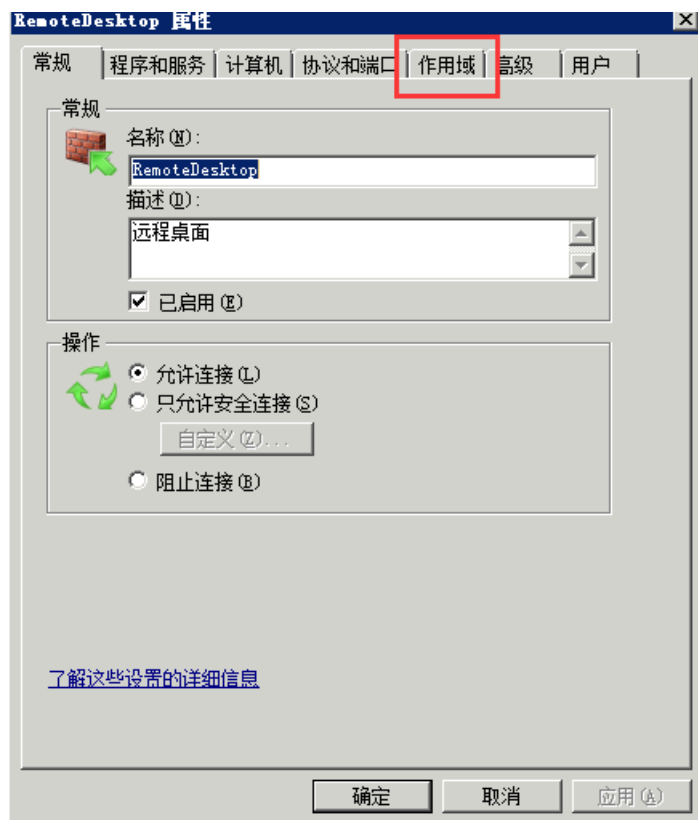 RemoteDesktop 属性
常规 程序和服务 计算机 协议和端口 作用域 高级 用户
常规
名称(N):
RemoteDesktop
描述(D):
远程桌面
已启用(E)
操作
允许连接(L)
只允许安全连接(S)
自定义(Z)...
阻止连接(B)
了解这些设置的详细信息
确定 取消 应用(A)